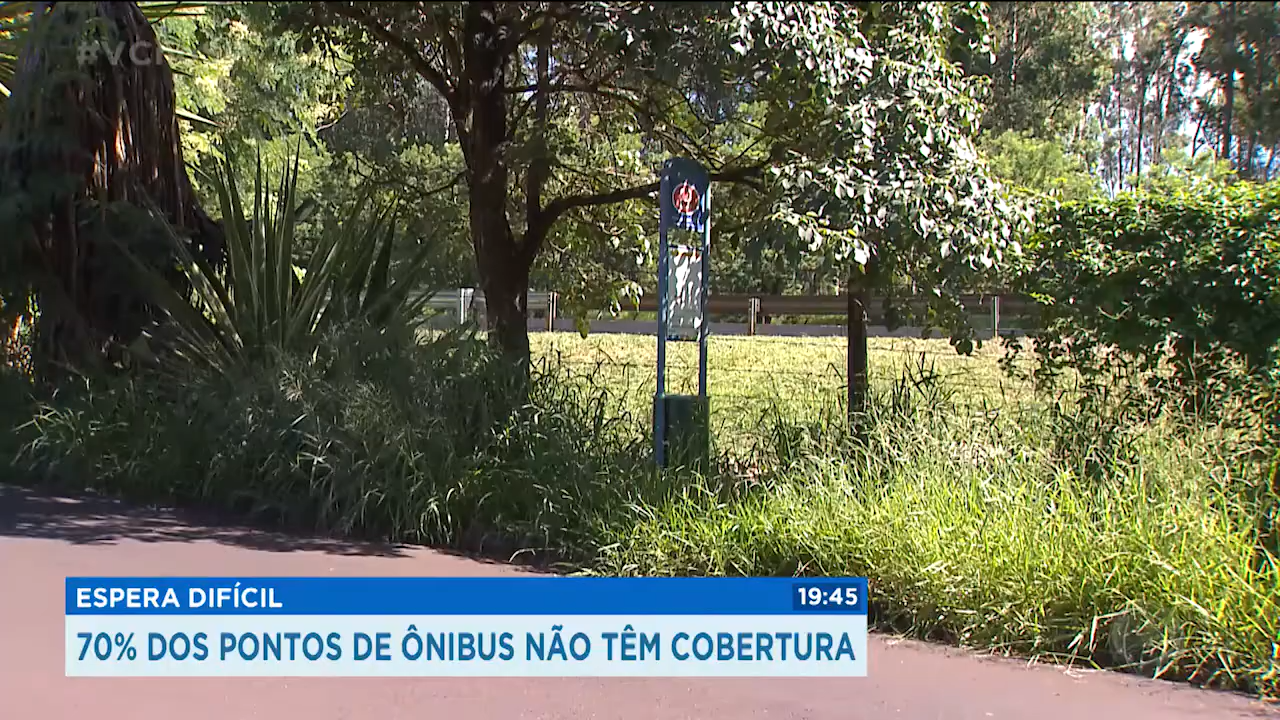 ESPERA DIFÍCIL
19:45
70% DOS PONTOS DE ÔNIBUS NÃO TÊM COBERTURA